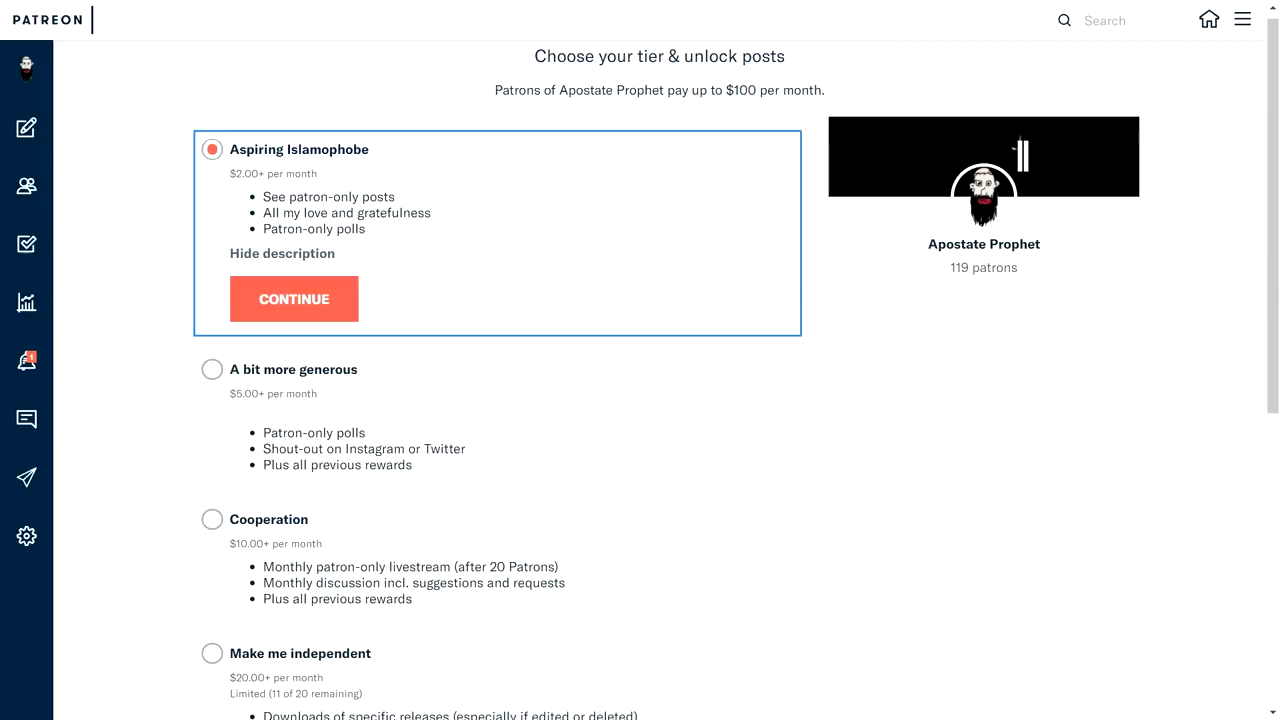 PATREON
Search
Choose your tier & unlock posts
Patrons of Apostate Prophet pay up to $100 per month.
Aspiring Islamophobe
$2.00+ per month
• See patron-only posts
• All my love and gratefulness
• Patron-only polls
Hide description
CONTINUE
Apostate Prophet
119 patrons
1
A bit more generous
$5.00+ per month
• Patron-only polls
• Shout-out on Instagram or Twitter
• Plus all previous rewards
Cooperation
$10.00+ per month
• Monthly patron-only livestream (after 20 Patrons)
• Monthly discussion incl. suggestions and requests
• Plus all previous rewards
Make me independent
$20.00+ per month
Limited (11 of 20 remaining)
• Downloads of specific releases (especially if edited or deleted)